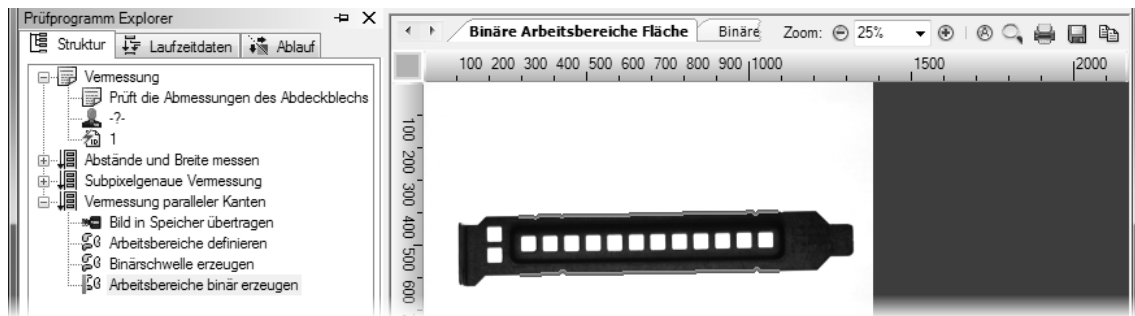 Prüfprogramm Explorer
Struktur
Laufzeitdaten
Ablauf
Vermessung
Prüft die Abmessungen des Abdeckblechs
-?-
1
Abstände und Breite messen
Subpixelgenaue Vermessung
Vermessung paralleler Kanten
Bild in Speicher übertragen
Arbeitsbereiche definieren
Binärschwelle erzeugen
Arbeitsbereiche binär erzeugen
Binäre Arbeitsbereiche Fläche
Binäre
Zoom:
25%
100 200 300 400 500 600 700 800 900 1000 1500 2000
100 200 300 400 500 600